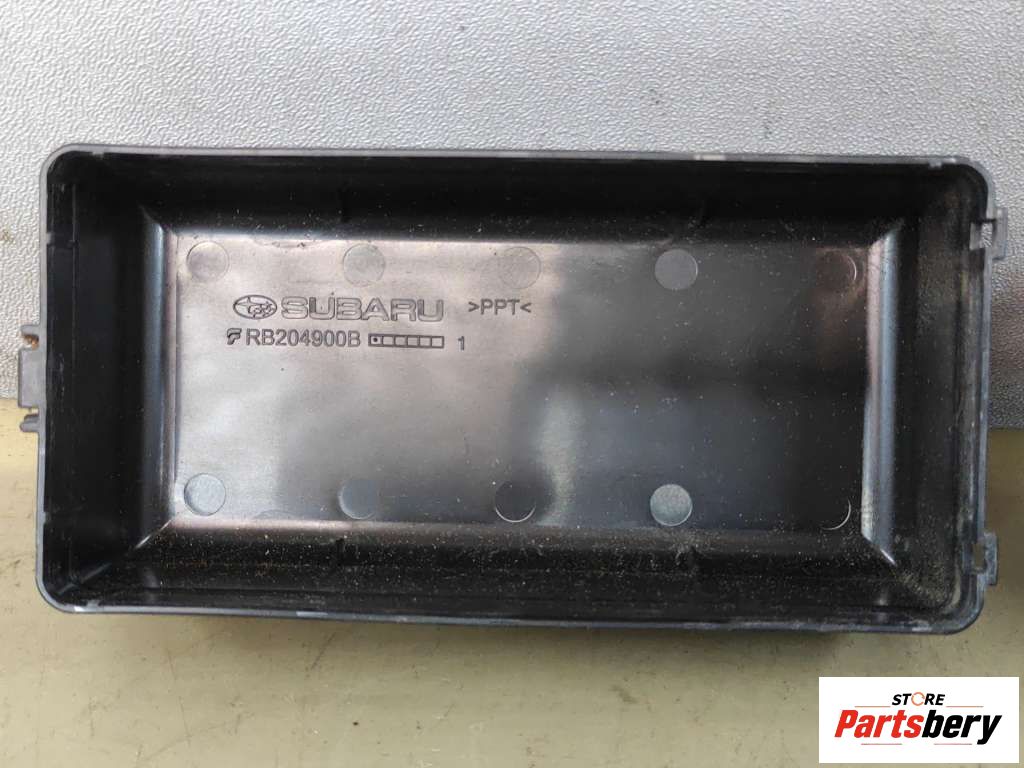 SUBARU >PPT<
RB204900B 1
STORE
Partsbery